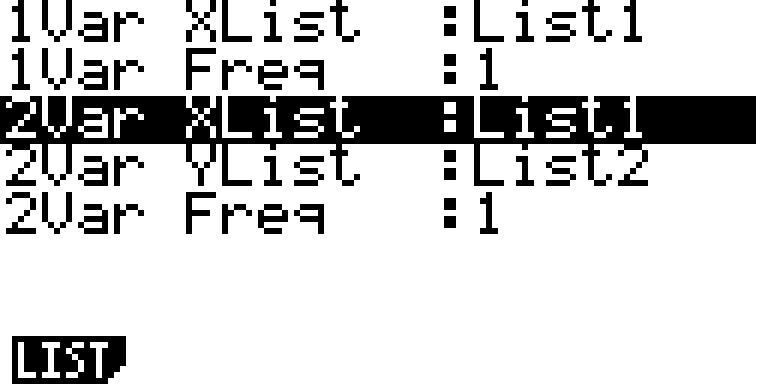 1Var XList :List1
1Var Freq :1
2Var XList :List1
2Var YList :List2
2Var Freq :1
LIST